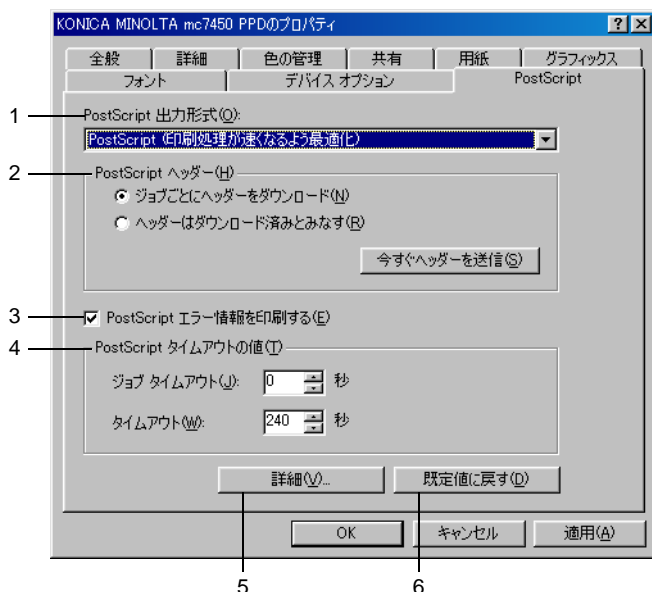 KONICA MINOLTA mc7450 PPDのプロパティ
全般 詳細 色の管理 共有 用紙 グラフィックス
フォント デバイス オプション PostScript
1 PostScript 出力形式(O):
PostScript (印刷処理が速くなるよう最適化)
2 PostScript ヘッダー(H)
ジョブごとにヘッダーをダウンロード(N)
ヘッダーはダウンロード済みとみなす(R)
今すぐヘッダーを送信(S)
3 PostScript エラー情報を印刷する(E)
4 PostScript タイムアウトの値(T)
ジョブ タイムアウト(J): 0 秒
タイムアウト(W): 240 秒
詳細(V)... 既定値に戻す(D)
OK キャンセル 適用(A)
5 6